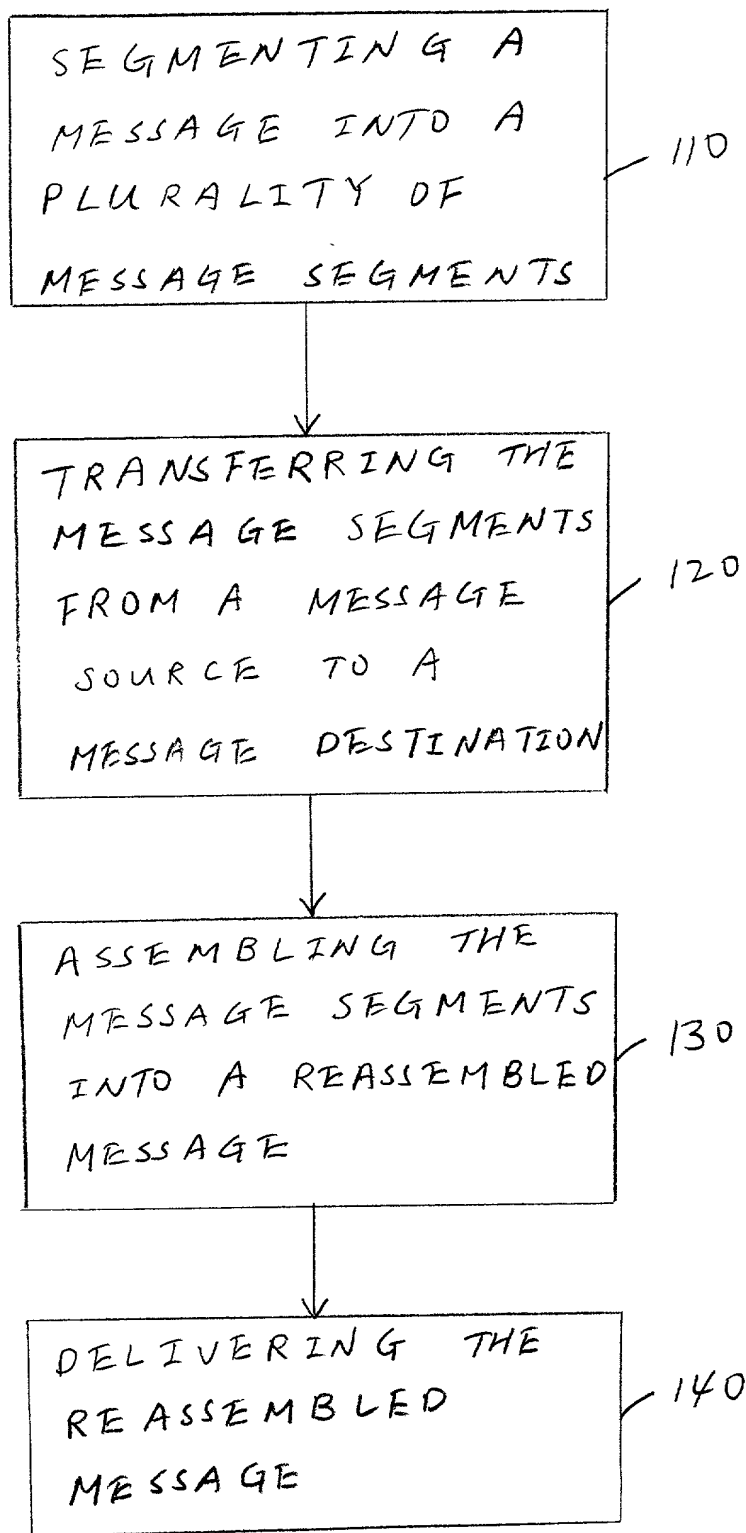 SEGMENTING A
MESSAGE INTO A
PLURALITY OF
MESSAGE SEGMENTS
110
TRANSFERRING THE
MESSAGE SEGMENTS
FROM A MESSAGE
SOURCE TO A
MESSAGE DESTINATION
120
ASSEMBLING THE
MESSAGE SEGMENTS
INTO A REASSEMBLED
MESSAGE
130
DELIVERING THE
REASSEMBLED
MESSAGE
140